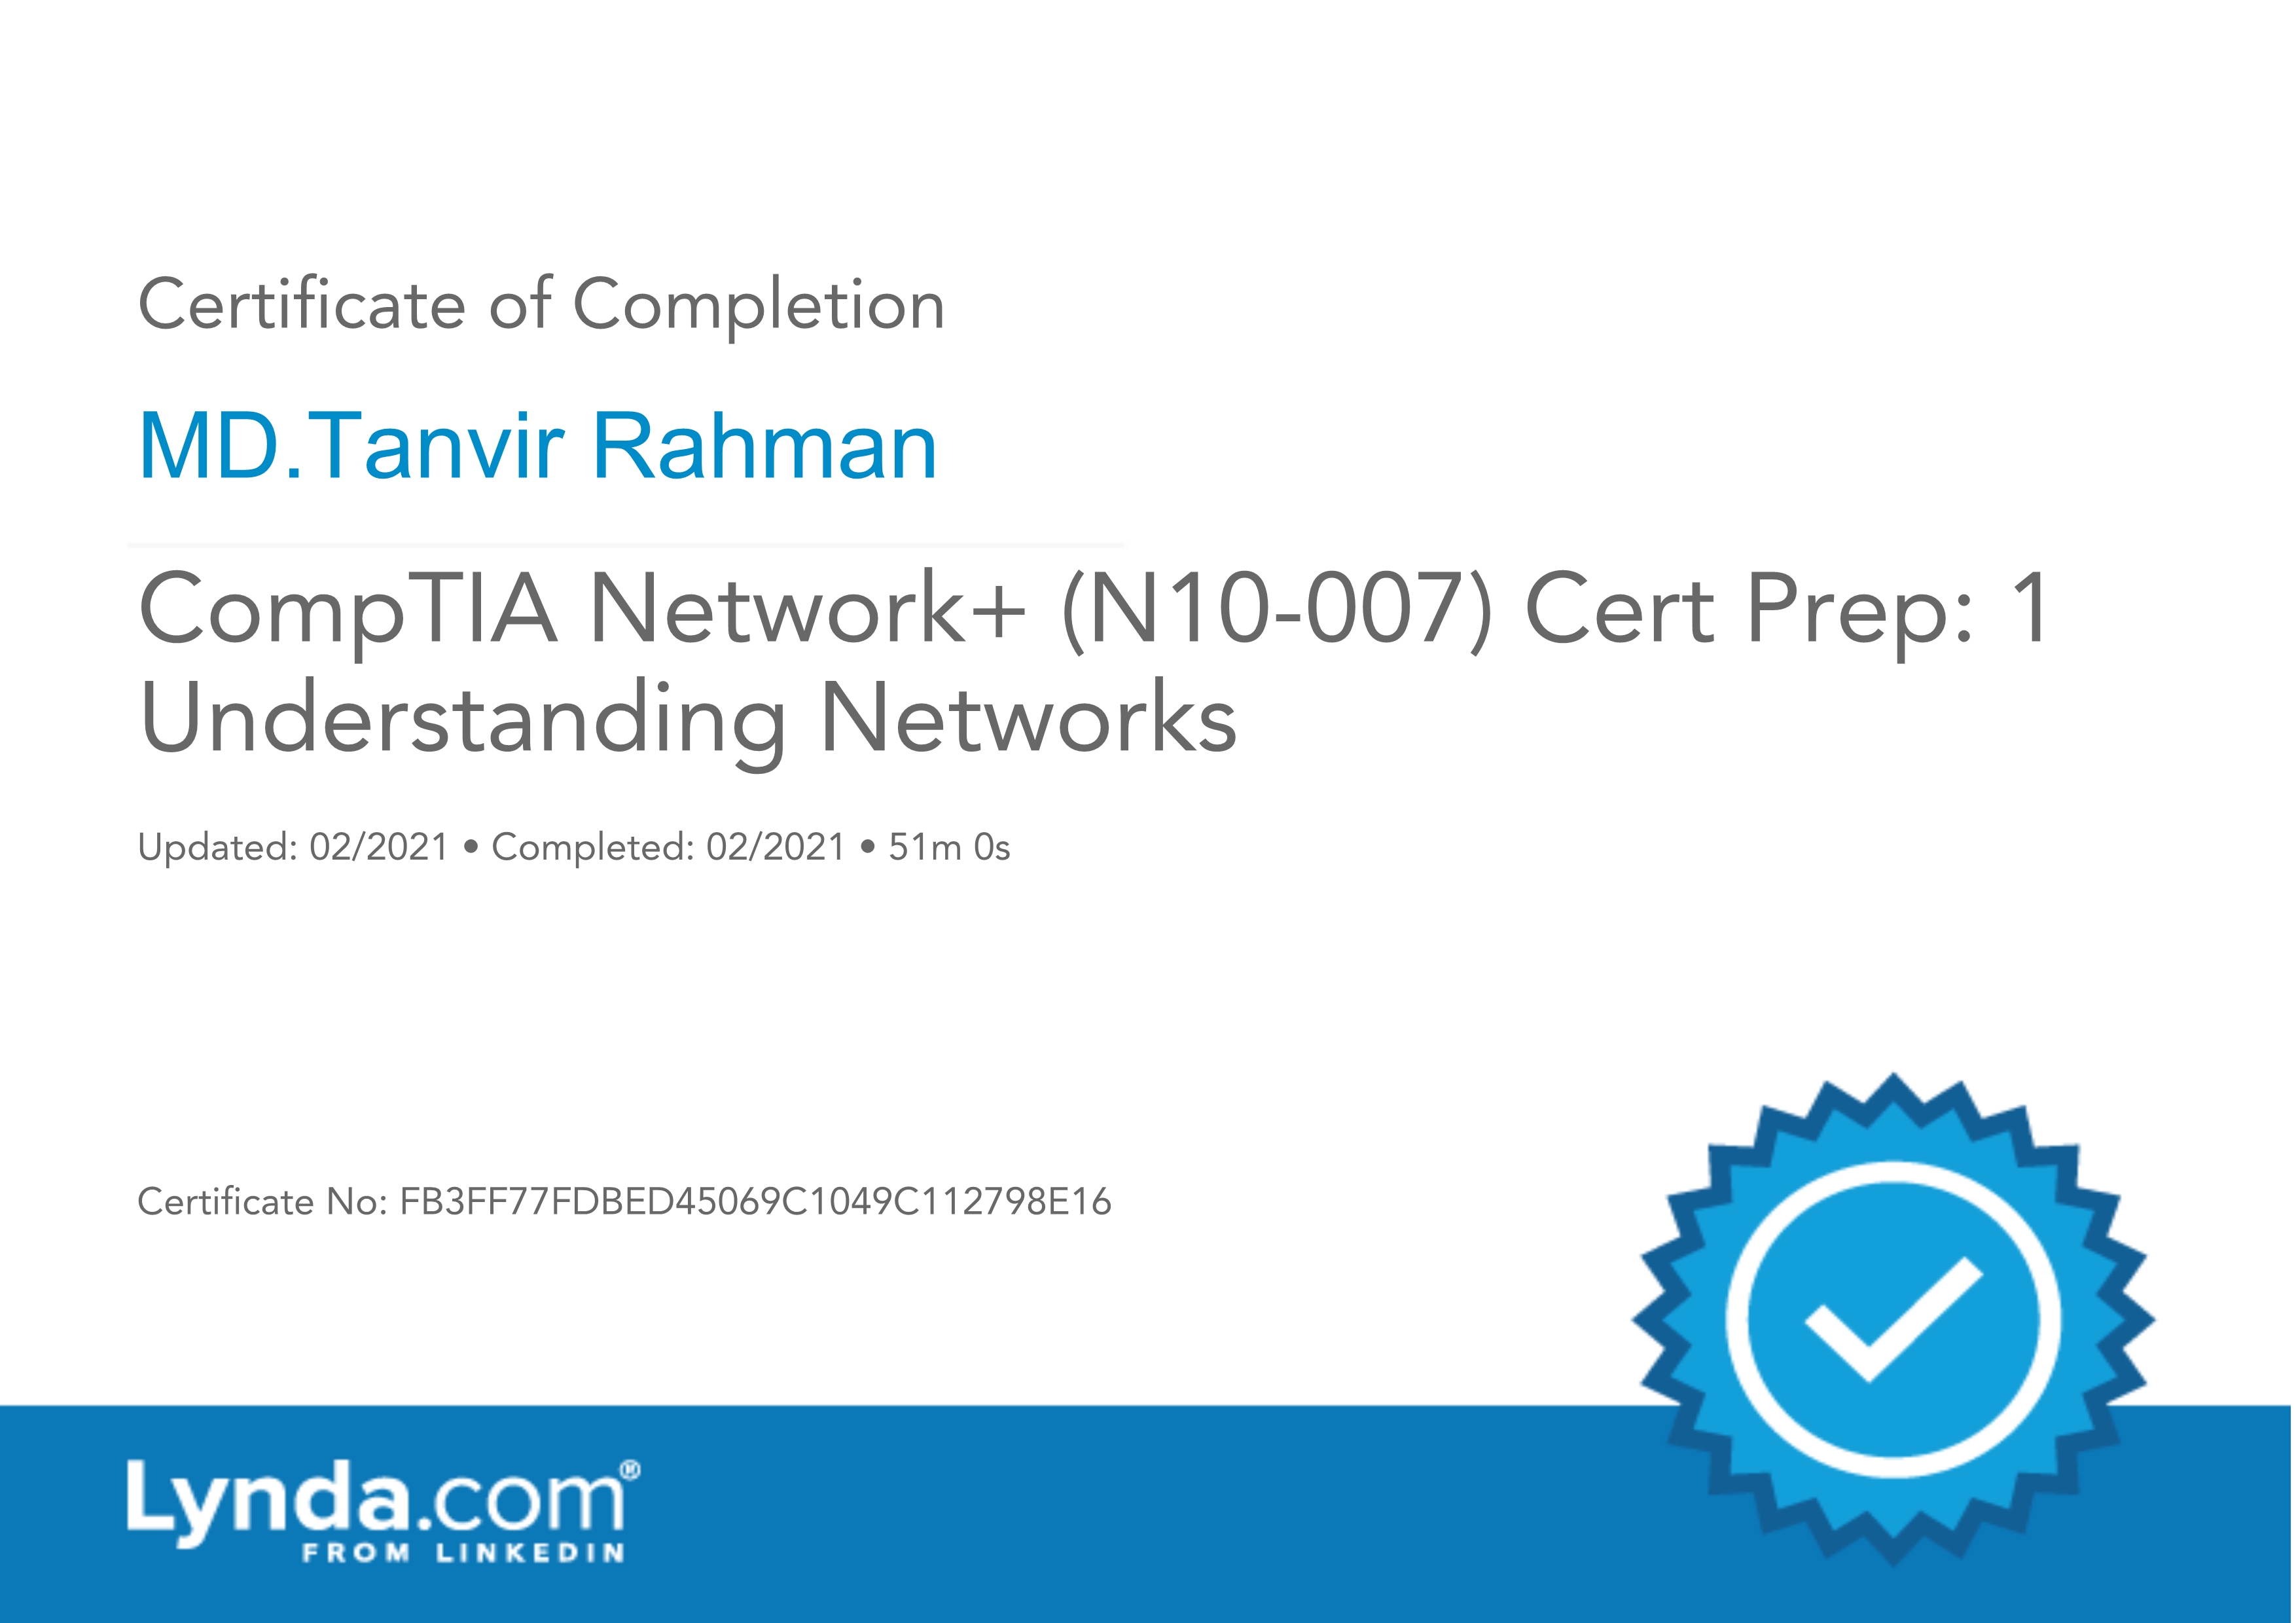 Certificate of Completion
MD.Tanvir Rahman
CompTIA Network+ (N10-007) Cert Prep: 1
Understanding Networks
Updated: 02/2021 • Completed: 02/2021 • 51m 0s
Certificate No: FB3FF77FDBED45069C1049C112798E16
Lynda.com®
FROM LINKEDIN